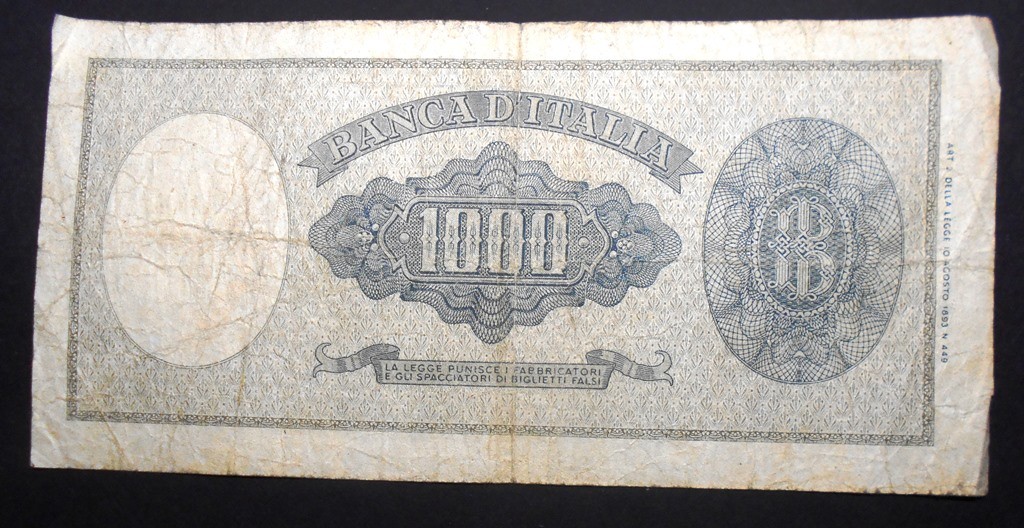 BANCA D'ITALIA
1000
LA LEGGE PUNISCE I FABBRICATORI
E GLI SPACCIATORI DI BIGLIETTI FALSI
ART. 2 DELLA LEGGE 10 AGOSTO 1893 N. 449